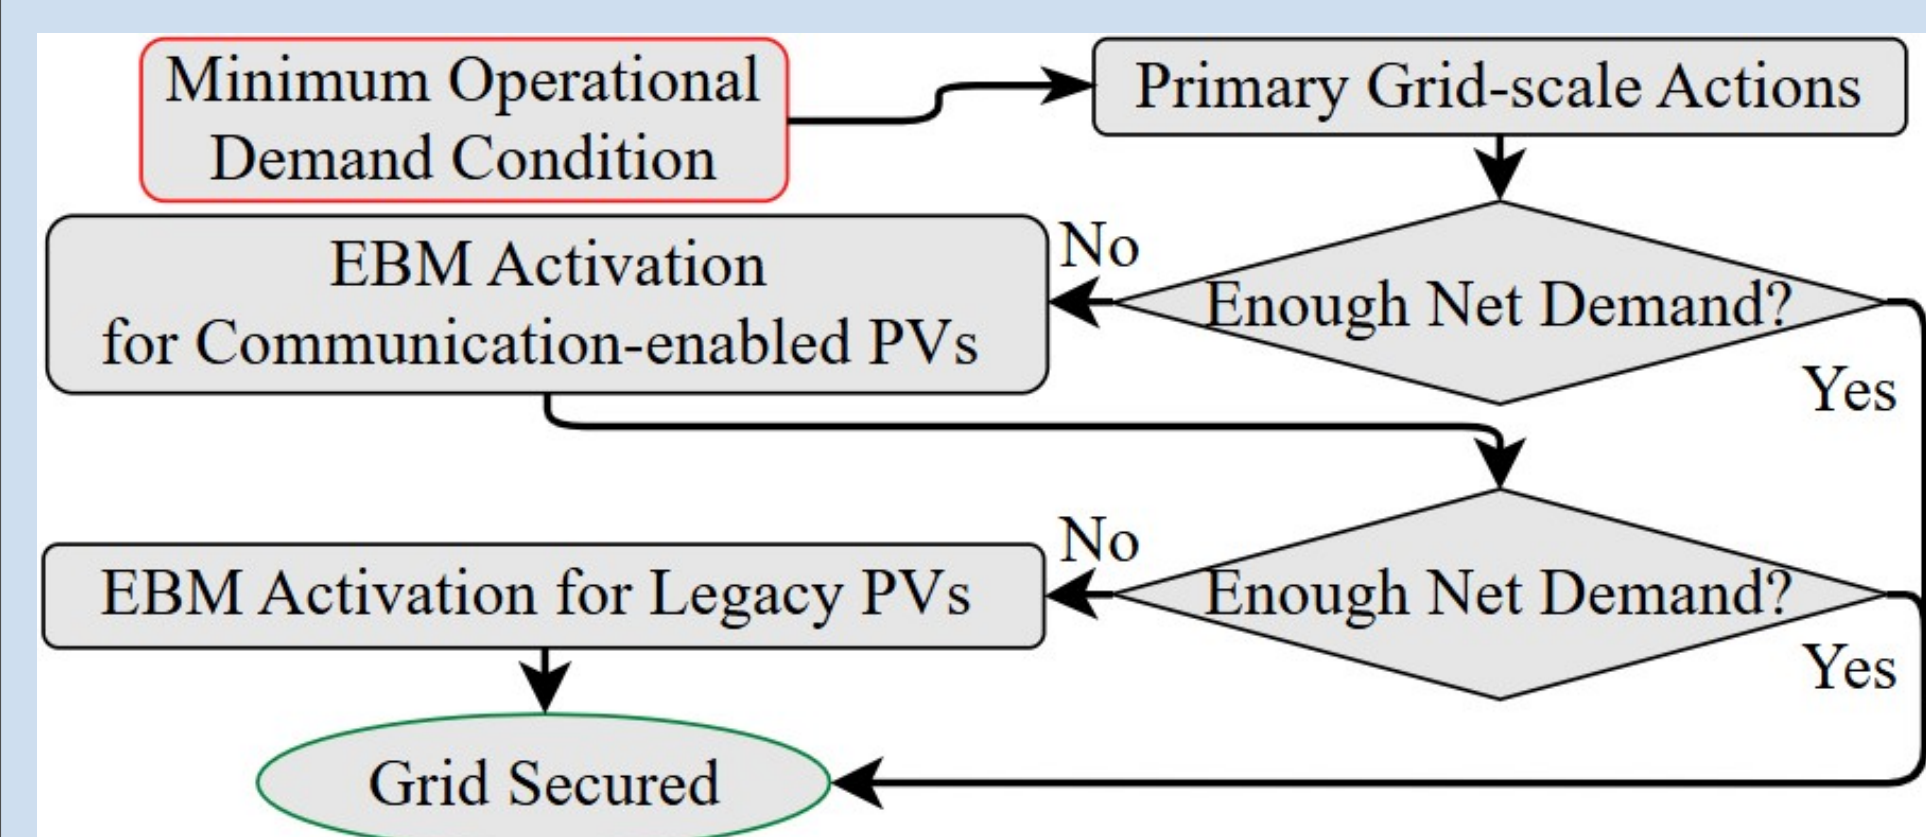 Minimum Operational
Demand Condition
Primary Grid-scale Actions
Enough Net Demand?
No
Yes
EBM Activation
for Communication-enabled PVs
Enough Net Demand?
No
Yes
EBM Activation for Legacy PVs
Grid Secured